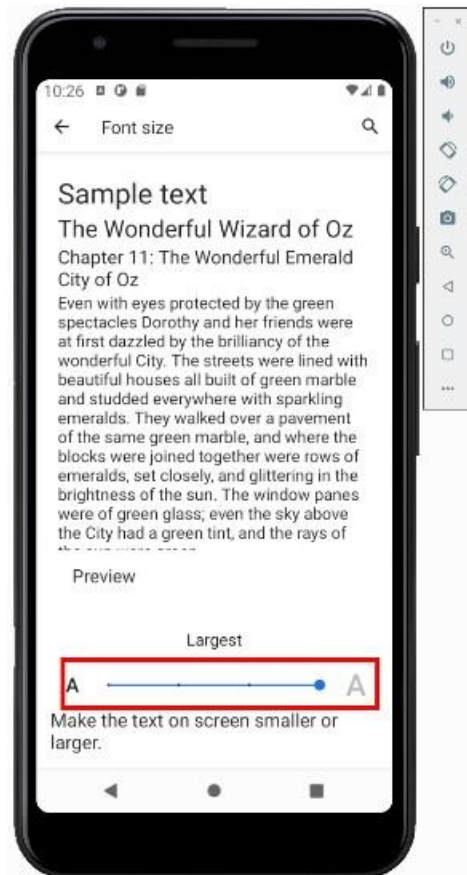 10:26
Font size
Sample text
The Wonderful Wizard of Oz
Chapter 11: The Wonderful Emerald
City of Oz
Even with eyes protected by the green
spectacles Dorothy and her friends were
at first dazzled by the brilliancy of the
wonderful City. The streets were lined with
beautiful houses all built of green marble
and studded everywhere with sparkling
emeralds. They walked over a pavement
of the same green marble, and where the
blocks were joined together were rows of
emeralds, set closely, and glittering in the
brightness of the sun. The window panes
were of green glass; even the sky above
the City had a green tint, and the rays of
Preview
Largest
A A
Make the text on screen smaller or
larger.